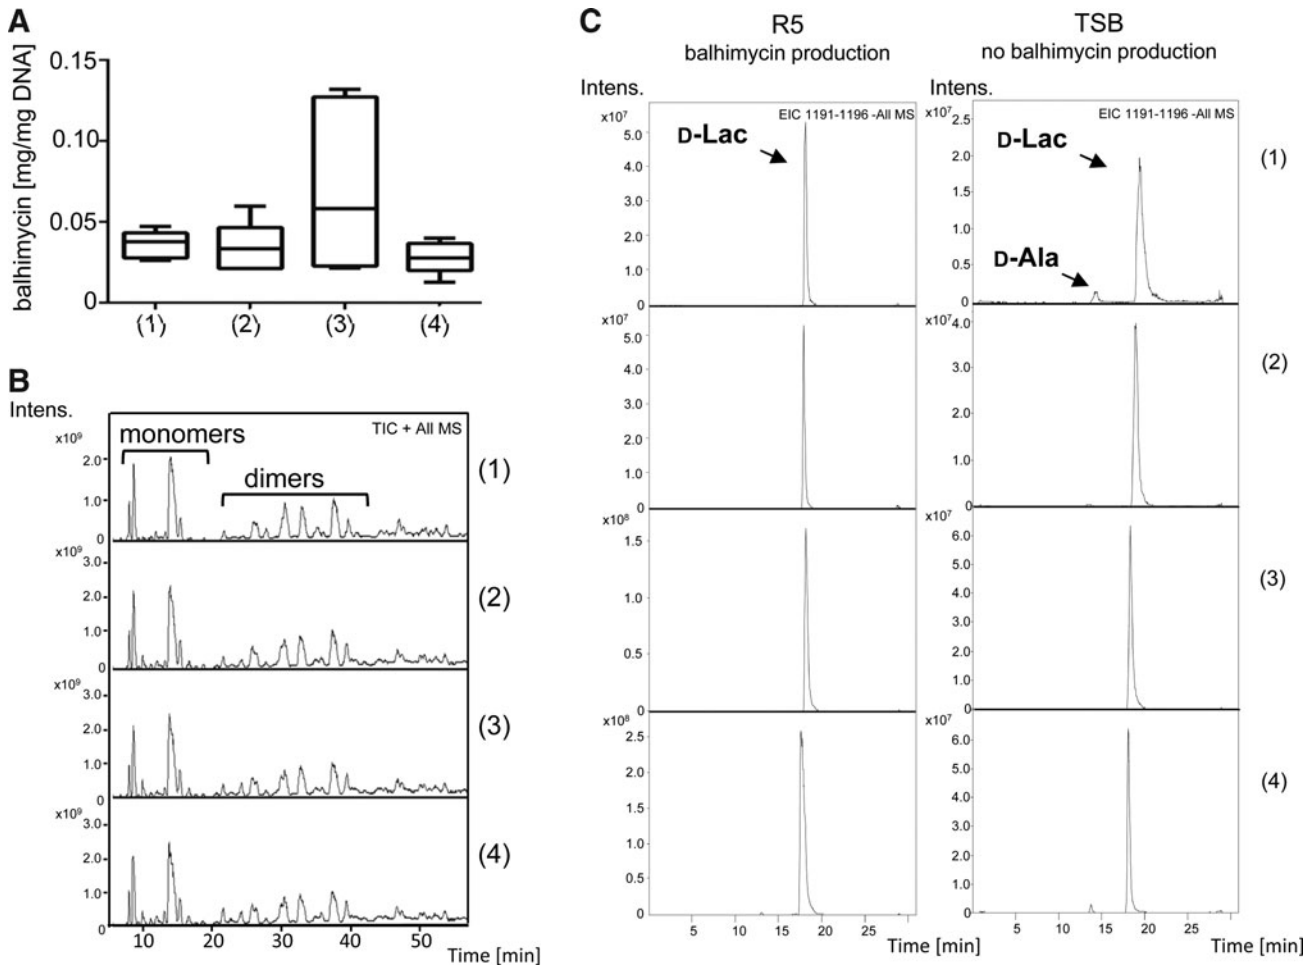 A
balhimycin [mg/mg DNA]
0.15
0.10
0.05
0
(1) (2) (3) (4)
B
Intens.
x10⁹
2.0
1.0
0
monomers
dimers
TIC + All MS
(1)
x10⁹
3.0
2.0
1.0
0
(2)
x10⁹
3.0
2.0
1.0
0
(3)
x10⁹
3.0
2.0
1.0
0
(4)
10 20 30 40 50
Time [min]
C
R5
balhimycin production
Intens.
x10⁷
5.0
4.0
3.0
2.0
1.0
0
EIC 1191-1196 -All MS
D-Lac
x10⁷
5.0
4.0
3.0
2.0
1.0
0
x10⁸
1.5
1.0
0.5
0
x10⁸
2.5
2.0
1.5
1.0
0.5
0
5 10 15 20 25
Time [min]
TSB
no balhimycin production
Intens.
x10⁷
2.5
2.0
1.5
1.0
0.5
0
EIC 1191-1196 -All MS
D-Lac
D-Ala
(1)
x10⁷
4.0
3.0
2.0
1.0
0
(2)
x10⁷
6.0
5.0
4.0
3.0
2.0
1.0
0
(3)
x10⁷
6.0
5.0
4.0
3.0
2.0
1.0
0
(4)
5 10 15 20 25
Time [min]